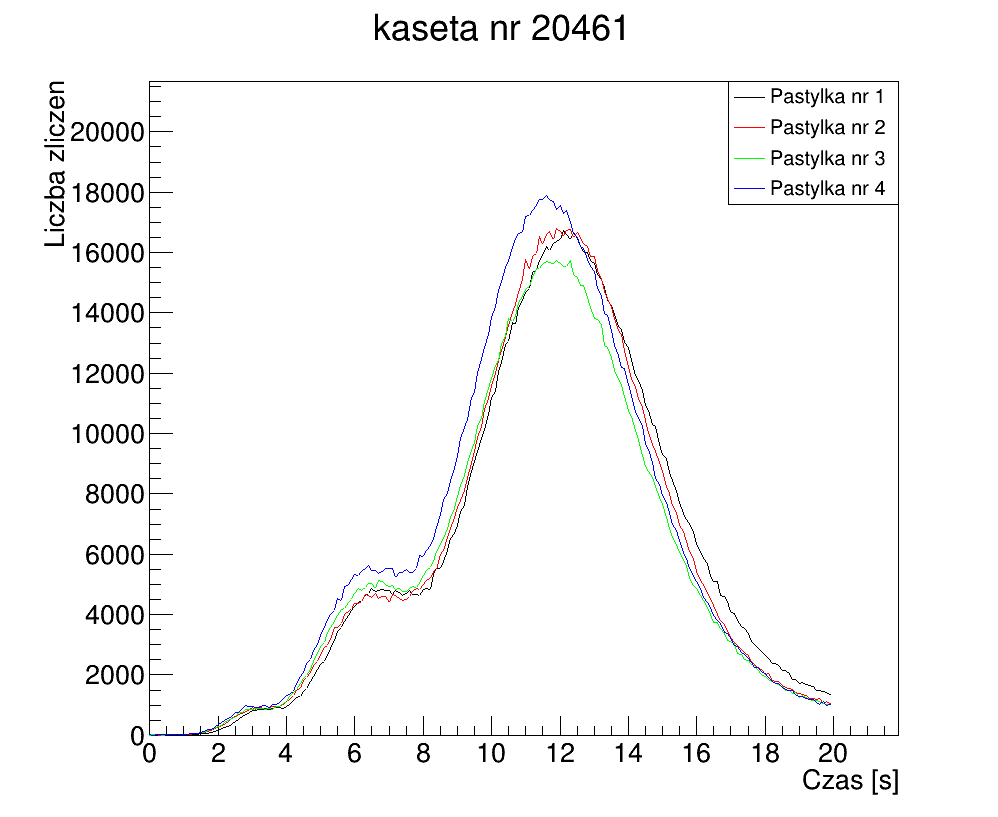 kaseta nr 20461
Liczba zliczen
Pastylka nr 1
Pastylka nr 2
Pastylka nr 3
Pastylka nr 4
20000
18000
16000
14000
12000
10000
8000
6000
4000
2000
0
0 2 4 6 8 10 12 14 16 18 20
Czas [s]